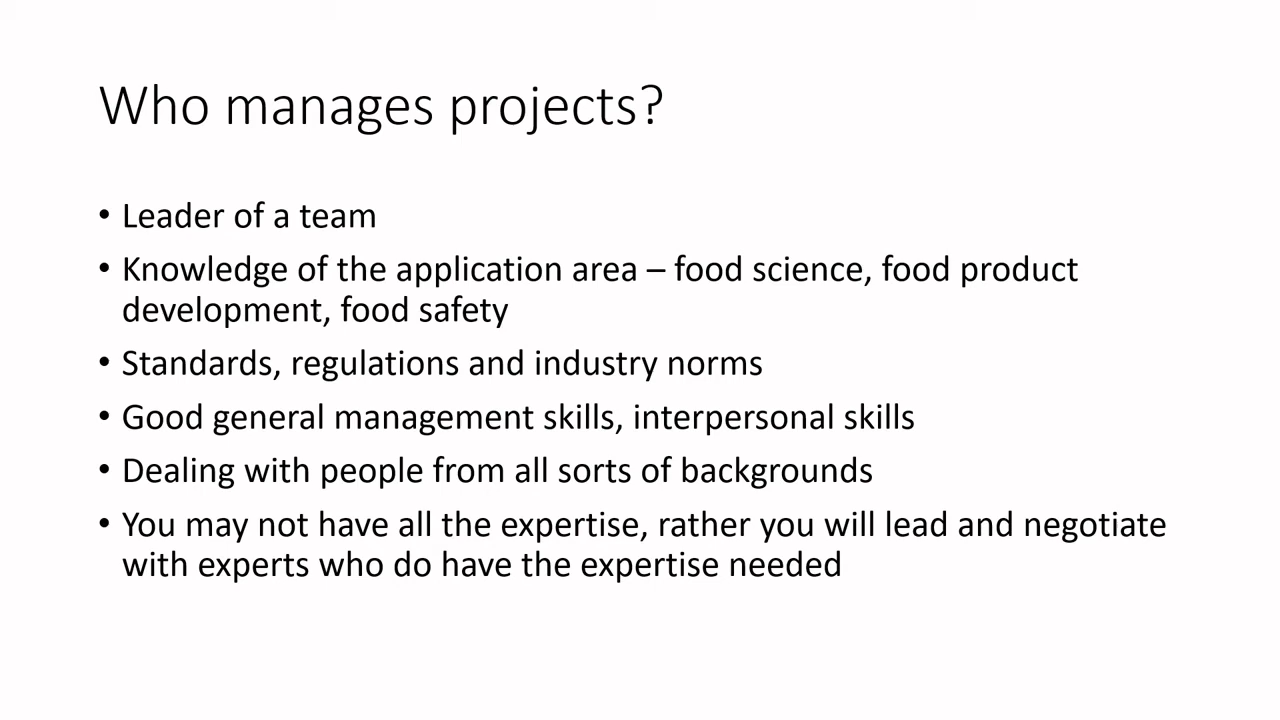 Who manages projects?
• Leader of a team
• Knowledge of the application area – food science, food product
development, food safety
• Standards, regulations and industry norms
• Good general management skills, interpersonal skills
• Dealing with people from all sorts of backgrounds
• You may not have all the expertise, rather you will lead and negotiate
with experts who do have the expertise needed